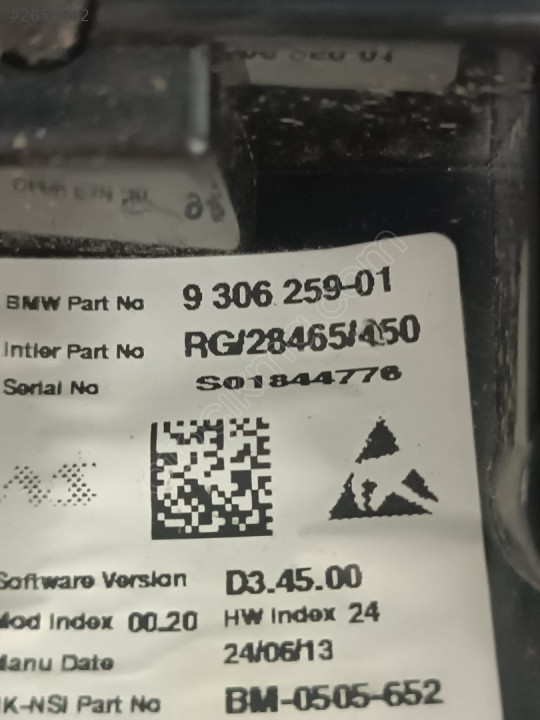 BMW Part No 9 306 259-01
Intier Part No RG/28465/450
Serial No S01844776
Software Version D3.45.00
Mod Index 00.20 HW Index 24
Manu Date 24/06/13
K-NSI Part No BM-0505-652